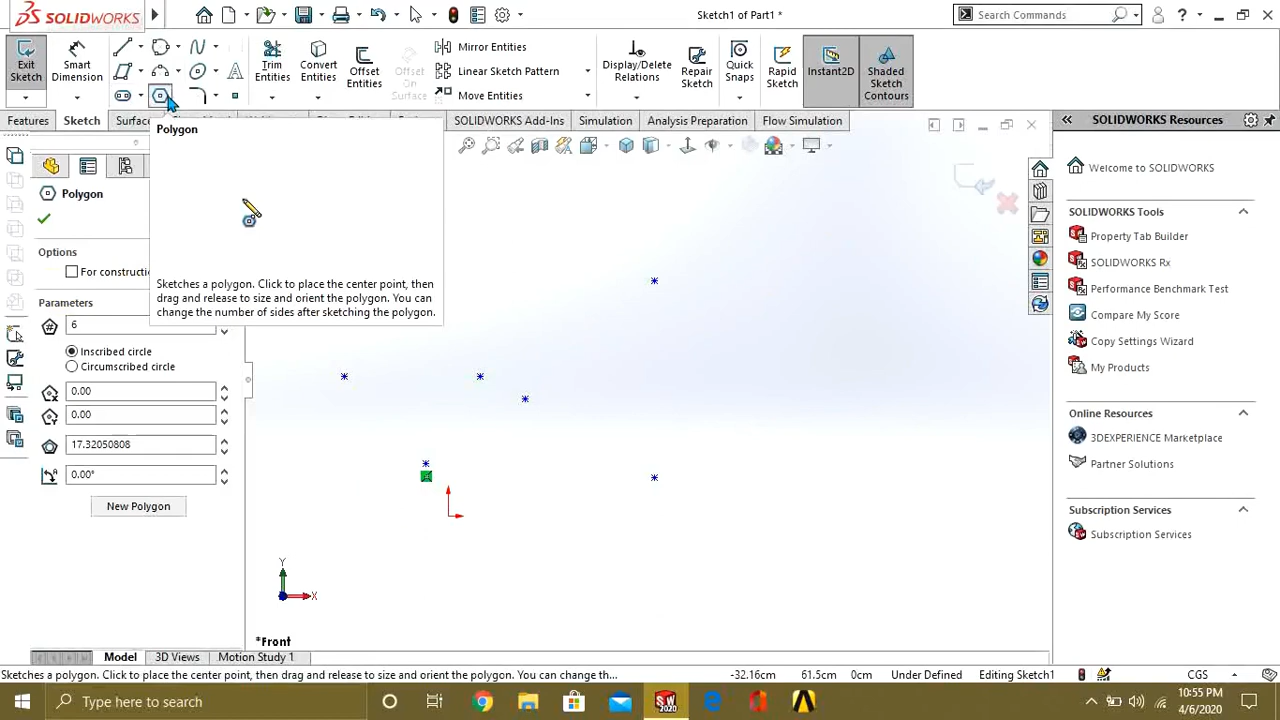 SOLIDWORKS
Sketch1 of Part1 *
Search Commands
?
Exit Sketch
Smart Dimension
Trim Entities
Convert Entities
Offset Entities
Offset On Surface
Mirror Entities
Linear Sketch Pattern
Move Entities
Display/Delete Relations
Repair Sketch
Quick Snaps
Rapid Sketch
Instant2D
Shaded Sketch Contours
Features
Sketch
Surface
SOLIDWORKS Add-Ins
Simulation
Analysis Preparation
Flow Simulation
SOLIDWORKS Resources
Polygon
Sketches a polygon. Click to place the center point, then
drag and release to size and orient the polygon. You can
change the number of sides after sketching the polygon.
Polygon
Options
For constructi
Parameters
6
Inscribed circle
Circumscribed circle
0.00
0.00
17.32050808
0.00°
New Polygon
Welcome to SOLIDWORKS
SOLIDWORKS Tools
Property Tab Builder
SOLIDWORKS Rx
Performance Benchmark Test
Compare My Score
Copy Settings Wizard
My Products
Online Resources
3DEXPERIENCE Marketplace
Partner Solutions
Subscription Services
Subscription Services
Y
X
*Front
Model
3D Views
Motion Study 1
Sketches a polygon. Click to place the center point, then drag and release to size and orient the polygon. You can change th...
-32.16cm
61.5cm
0cm
Under Defined
Editing Sketch1
CGS
Type here to search
SW
2020
10:55 PM
4/6/2020